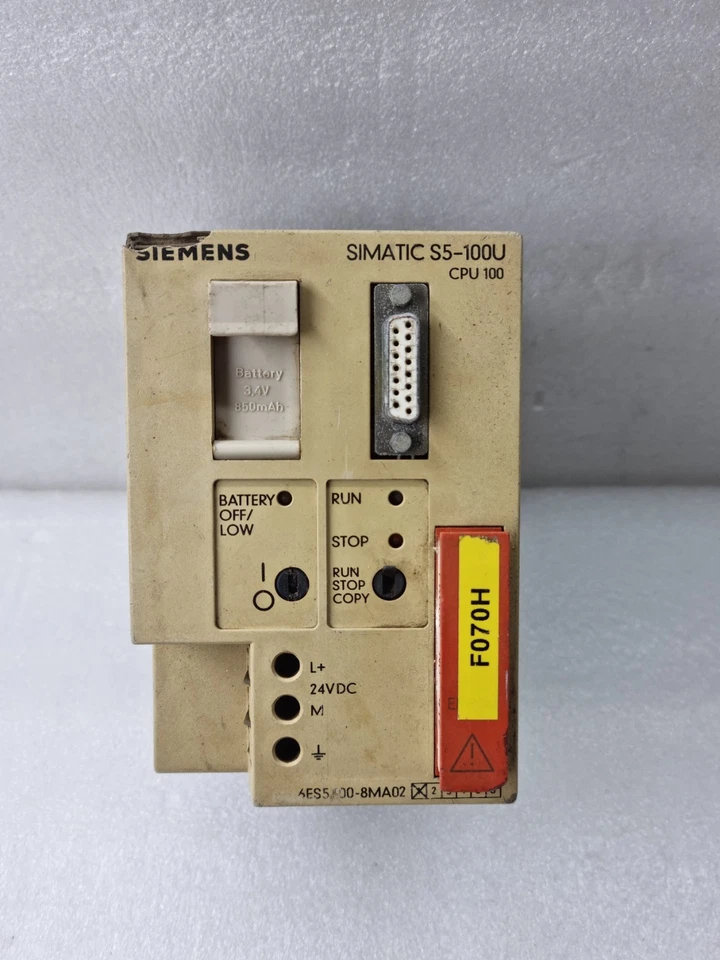 SIEMENS
SIMATIC S5-100U
CPU 100
Battery
3,4V
850mAh
BATTERY
OFF/
LOW
I
O
RUN
STOP
RUN
STOP
COPY
L+
24VDC
M
F070H
E
6ES5 100-8MA02
2